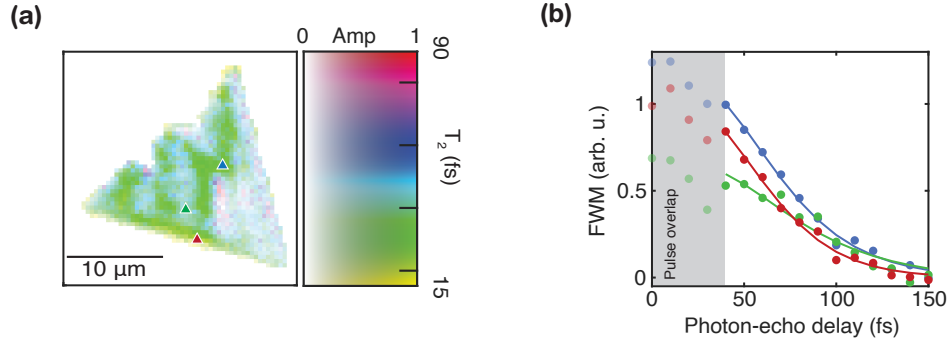 (a)
0 Amp 1
90
T2 (fs)
15
10 μm
(b)
FWM (arb. u.)
1
0.5
0
Pulse overlap
0 50 100 150
Photon-echo delay (fs)